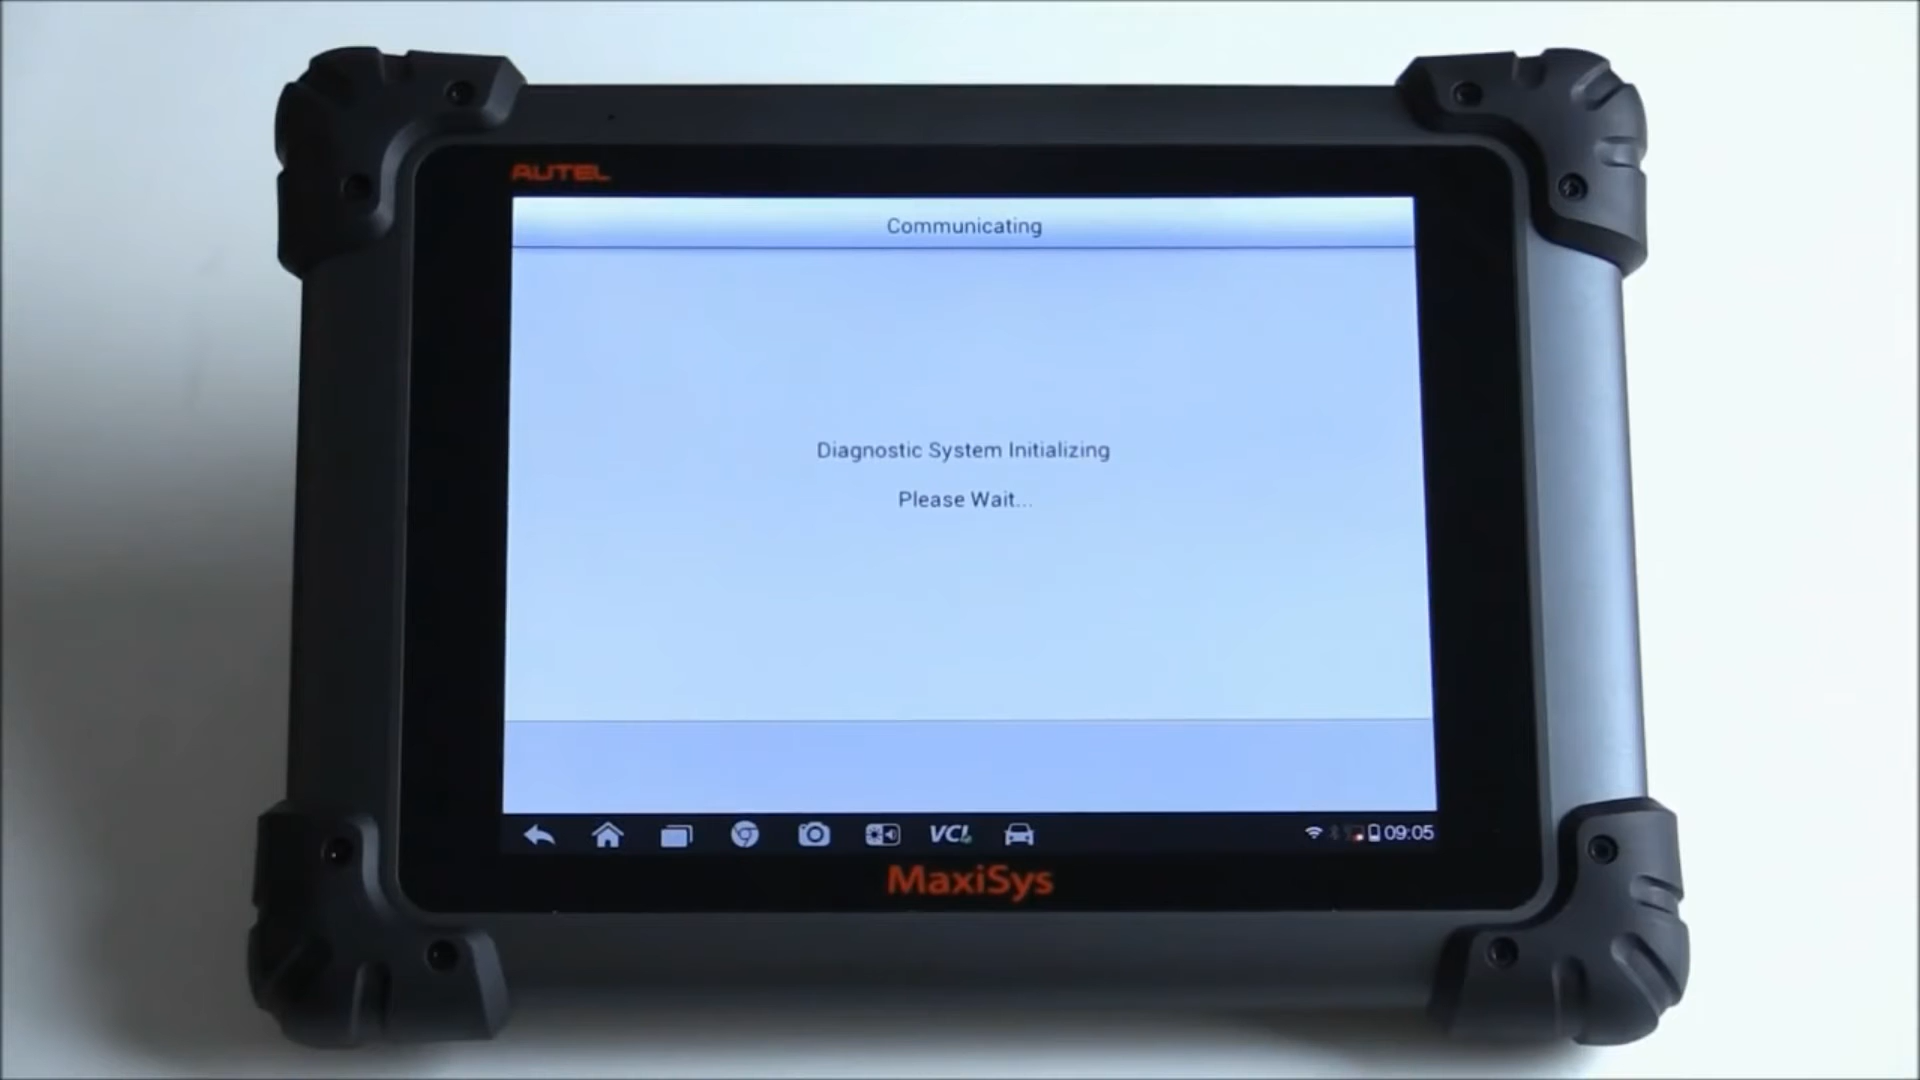 AUTEL
Communicating
Diagnostic System Initializing
Please Wait...
VCI
09:05
MaxiSys